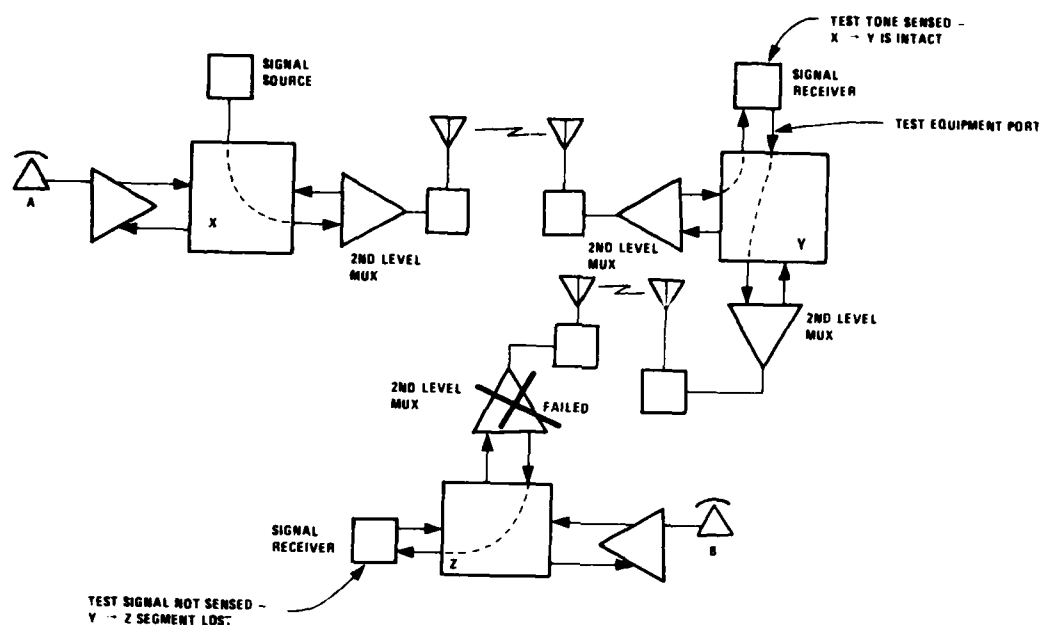 TEST TONE SENSED –
X → Y IS INTACT
SIGNAL
SOURCE
SIGNAL
RECEIVER
TEST EQUIPMENT PORT
A
X
2ND LEVEL
MUX
2ND LEVEL
MUX
Y
2ND LEVEL
MUX
2ND LEVEL
MUX
FAILED
SIGNAL
RECEIVER
Z
B
TEST SIGNAL NOT SENSED –
Y → Z SEGMENT LOST